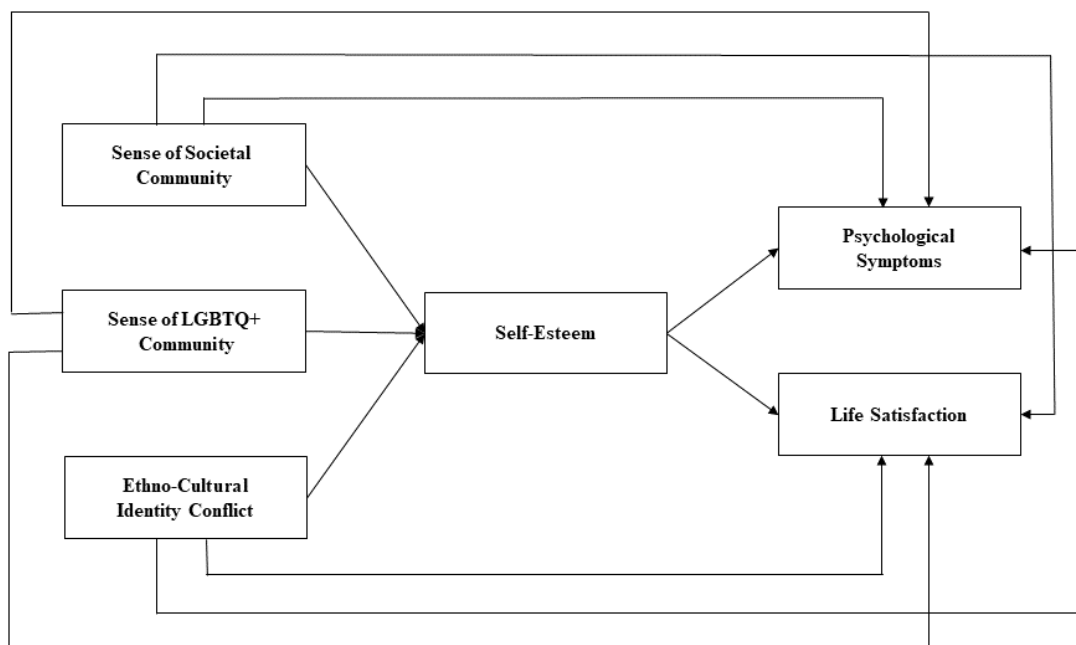 Sense of Societal
Community
Psychological
Symptoms
Sense of LGBTQ+
Community
Self-Esteem
Life Satisfaction
Ethno-Cultural
Identity Conflict